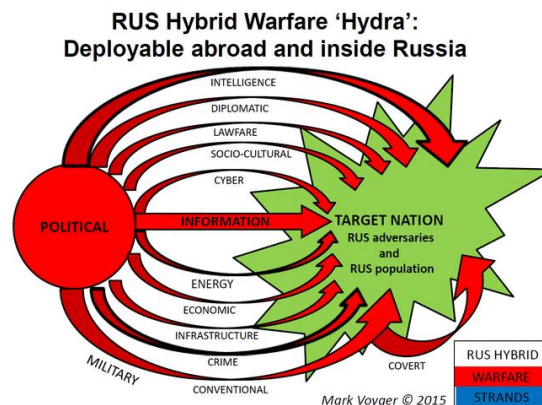 RUS Hybrid Warfare ‘Hydra’:
Deployable abroad and inside Russia
INTELLIGENCE
DIPLOMATIC
LAWFARE
SOCIO-CULTURAL
CYBER
POLITICAL
INFORMATION
TARGET NATION
RUS adversaries
and
RUS population
ENERGY
ECONOMIC
INFRASTRUCTURE
CRIME
MILITARY
CONVENTIONAL
COVERT
RUS HYBRID
WARFARE
STRANDS
Mark Voyger © 2015